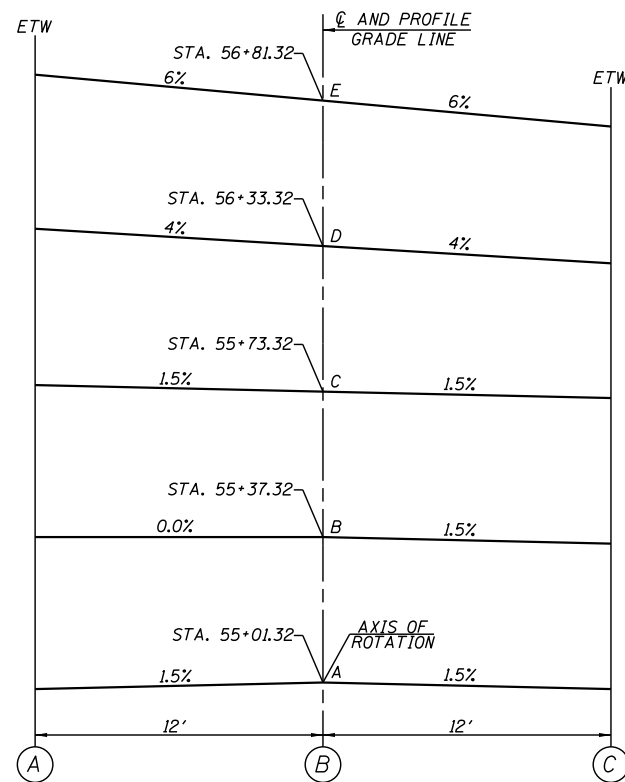 ETW
℄ AND PROFILE
GRADE LINE
STA. 56+81.32
ETW
6%
E
6%
STA. 56+33.32
4%
D
4%
STA. 55+73.32
1.5%
C
1.5%
STA. 55+37.32
0.0%
B
1.5%
STA. 55+01.32
AXIS OF
ROTATION
1.5%
A
1.5%
12'
12'
A
B
C